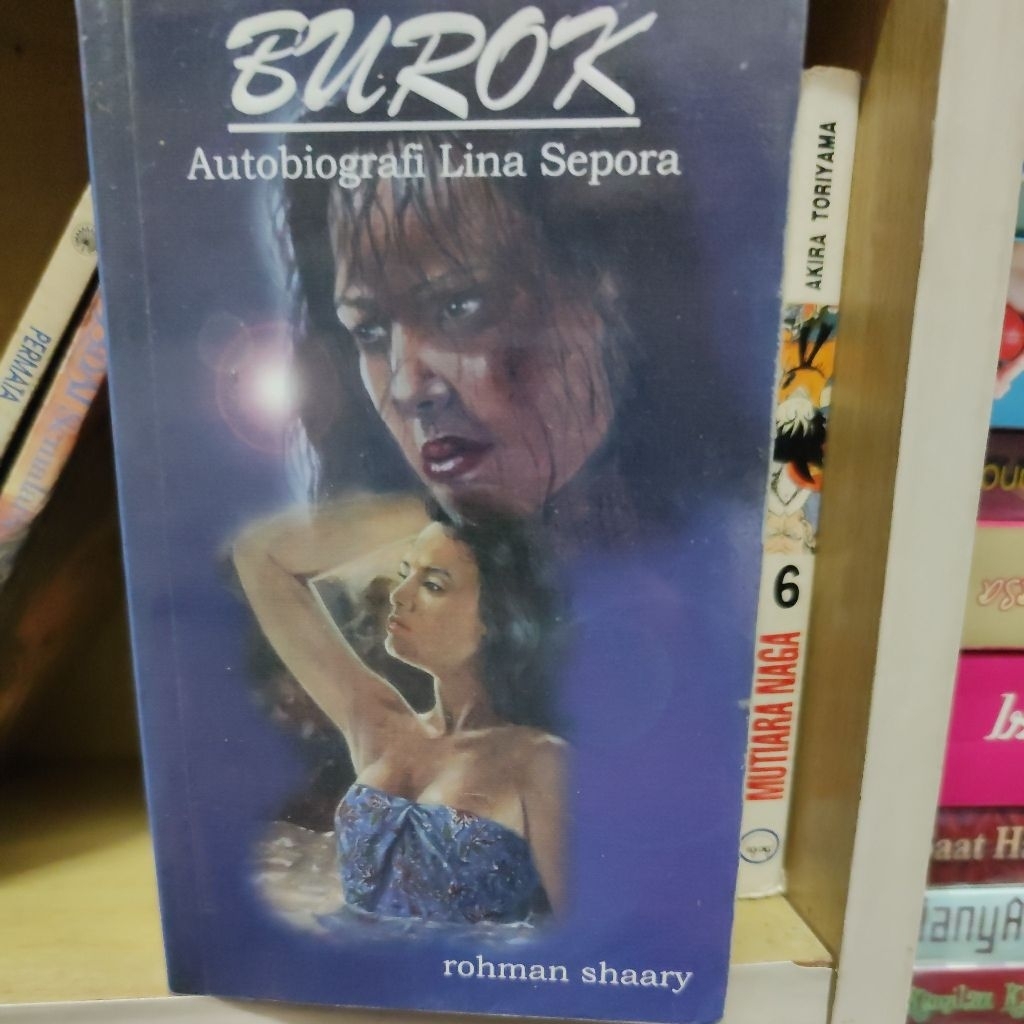 BUROK
Autobiografi Lina Sepora
rohman shaary
AKIRA TORIYAMA
6
MUTIARA NAGA
PERMATA